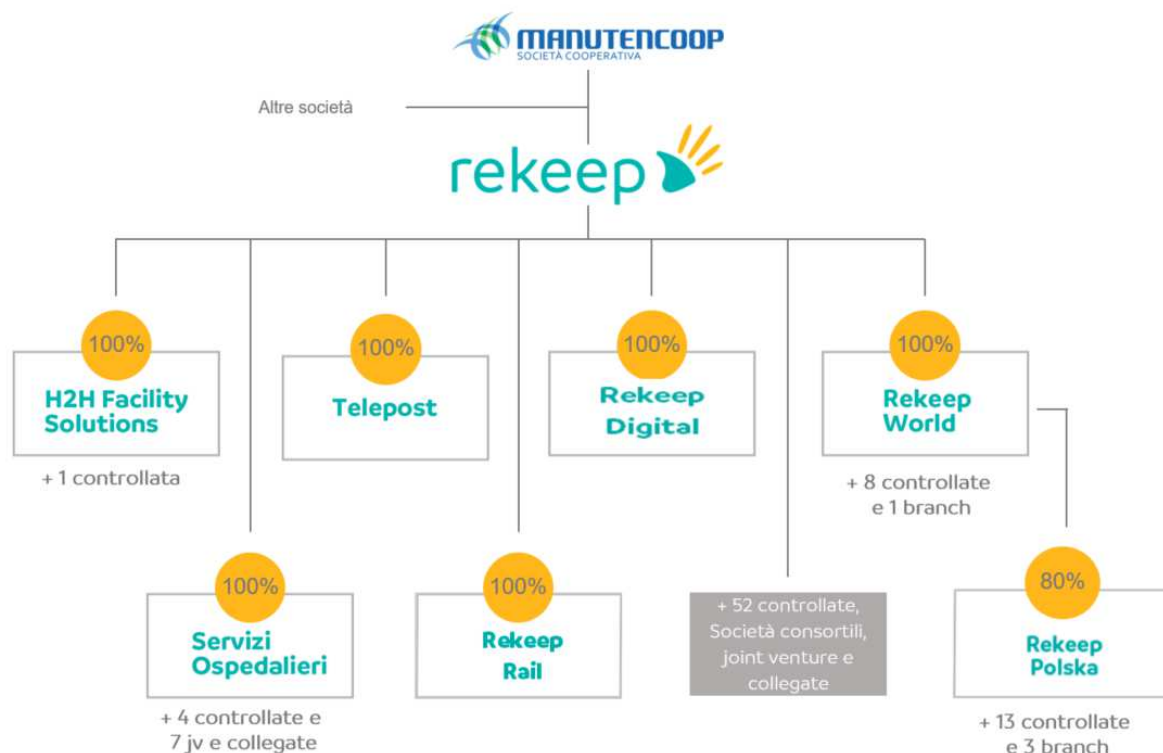 MANUTENCOOP
SOCIETÀ COOPERATIVA
Altre società
rekeep
100%
H2H Facility
Solutions
+ 1 controllata
100%
Telepost
100%
Rekeep
Digital
100%
Rekeep
World
+ 8 controllate
e 1 branch
100%
Servizi
Ospedalieri
+ 4 controllate e
7 jv e collegate
100%
Rekeep
Rail
+ 52 controllate,
Società consortili,
joint venture e
collegate
80%
Rekeep
Polska
+ 13 controllate
e 3 branch